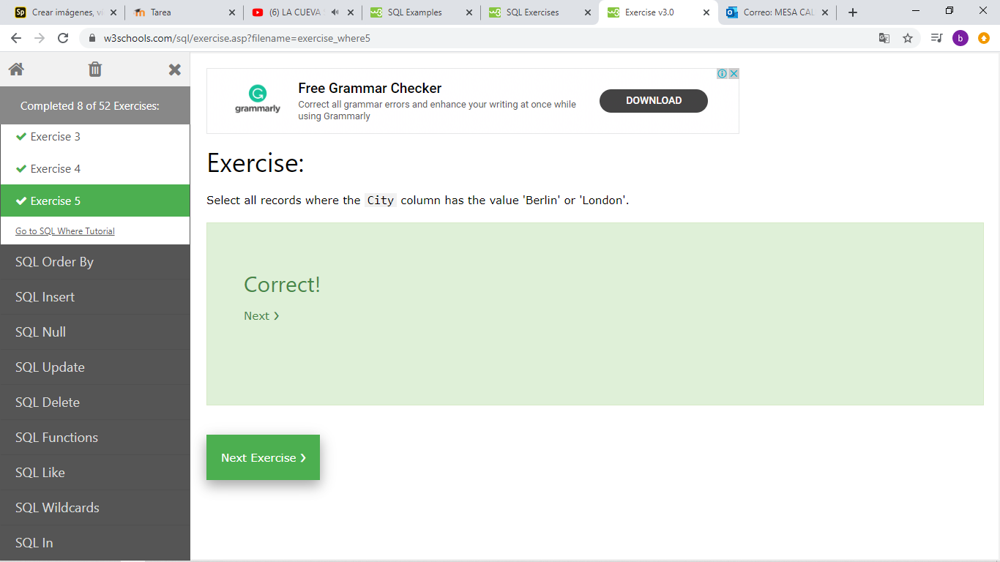 Crear imágenes, ví
Tarea
(6) LA CUEVA
SQL Examples
SQL Exercises
Exercise v3.0
Correo: MESA CAL
w3schools.com/sql/exercise.asp?filename=exercise_where5
b
Completed 8 of 52 Exercises:
Exercise 3
Exercise 4
Exercise 5
Go to SQL Where Tutorial
SQL Order By
SQL Insert
SQL Null
SQL Update
SQL Delete
SQL Functions
SQL Like
SQL Wildcards
SQL In
grammarly
Free Grammar Checker
Correct all grammar errors and enhance your writing at once while
using Grammarly
DOWNLOAD
Exercise:
Select all records where the City column has the value 'Berlin' or 'London'.
Correct!
Next ❯
Next Exercise ❯